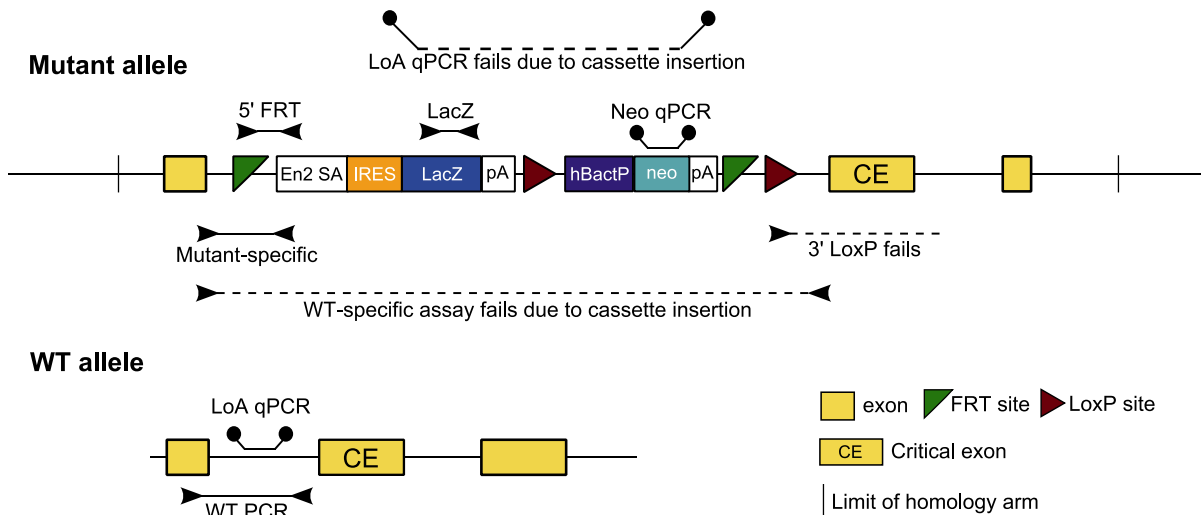 LoA qPCR fails due to cassette insertion
Mutant allele
5' FRT
LacZ
Neo qPCR
En2 SA
IRES
LacZ
pA
hBactP
neo
pA
CE
Mutant-specific
3' LoxP fails
WT-specific assay fails due to cassette insertion
WT allele
LoA qPCR
CE
WT PCR
exon
FRT site
LoxP site
CE
Critical exon
Limit of homology arm